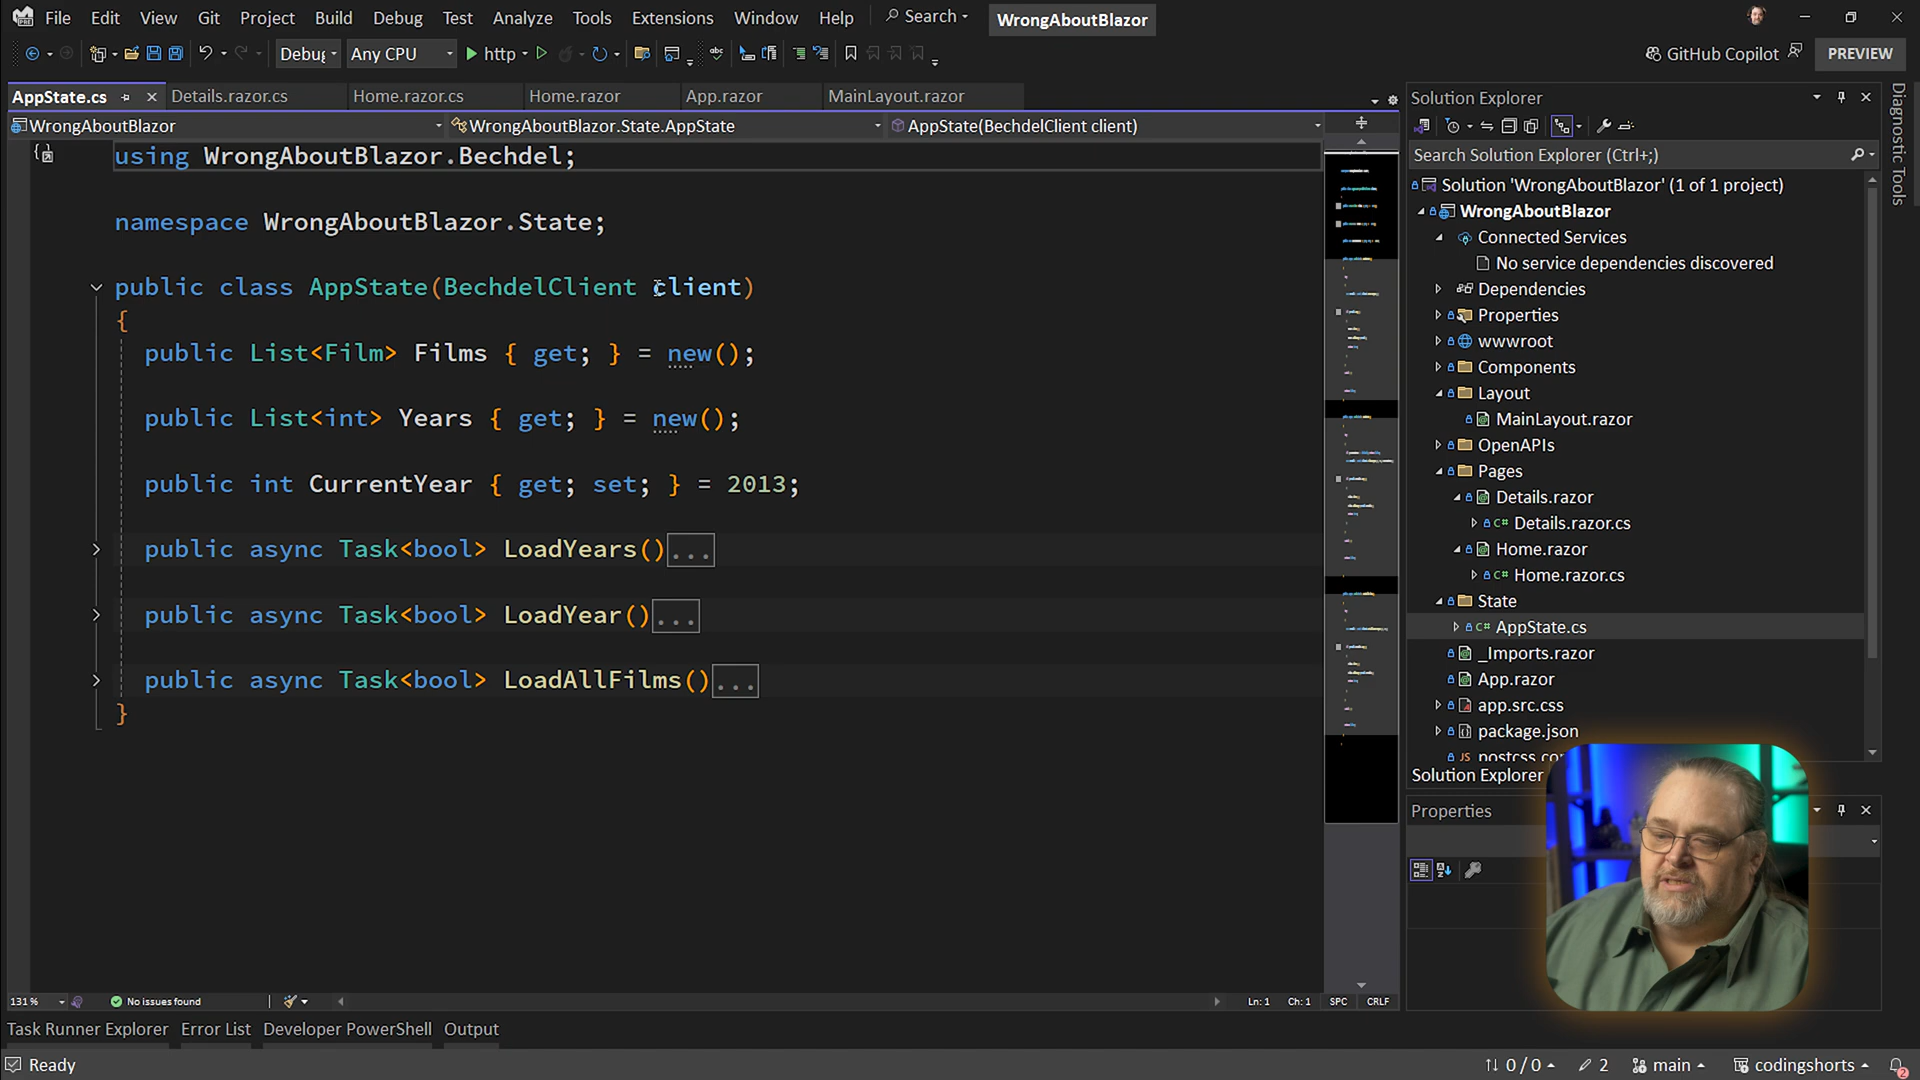 File Edit View Git Project Build Debug Test Analyze Tools Extensions Window Help Search WrongAboutBlazor
Debug Any CPU http GitHub Copilot PREVIEW
AppState.cs Details.razor.cs Home.razor.cs Home.razor App.razor MainLayout.razor
WrongAboutBlazor WrongAboutBlazor.State.AppState AppState(BechdelClient client)
using WrongAboutBlazor.Bechdel;
namespace WrongAboutBlazor.State;
public class AppState(BechdelClient client)
{
public List<Film> Films { get; } = new();
public List<int> Years { get; } = new();
public int CurrentYear { get; set; } = 2013;
public async Task<bool> LoadYears()...
public async Task<bool> LoadYear()...
public async Task<bool> LoadAllFilms()...
}
131 % No issues found Ln: 1 Ch: 1 SPC CRLF
Solution Explorer
Search Solution Explorer (Ctrl+;)
Solution 'WrongAboutBlazor' (1 of 1 project)
WrongAboutBlazor
Connected Services
No service dependencies discovered
Dependencies
Properties
wwwroot
Components
Layout
MainLayout.razor
OpenAPIs
Pages
Details.razor
Details.razor.cs
Home.razor
Home.razor.cs
State
AppState.cs
_Imports.razor
App.razor
app.src.css
package.json
Solution Explorer
Properties
Diagnostic Tools
Task Runner Explorer Error List Developer PowerShell Output
Ready 0 / 0 2 main codingshorts 2